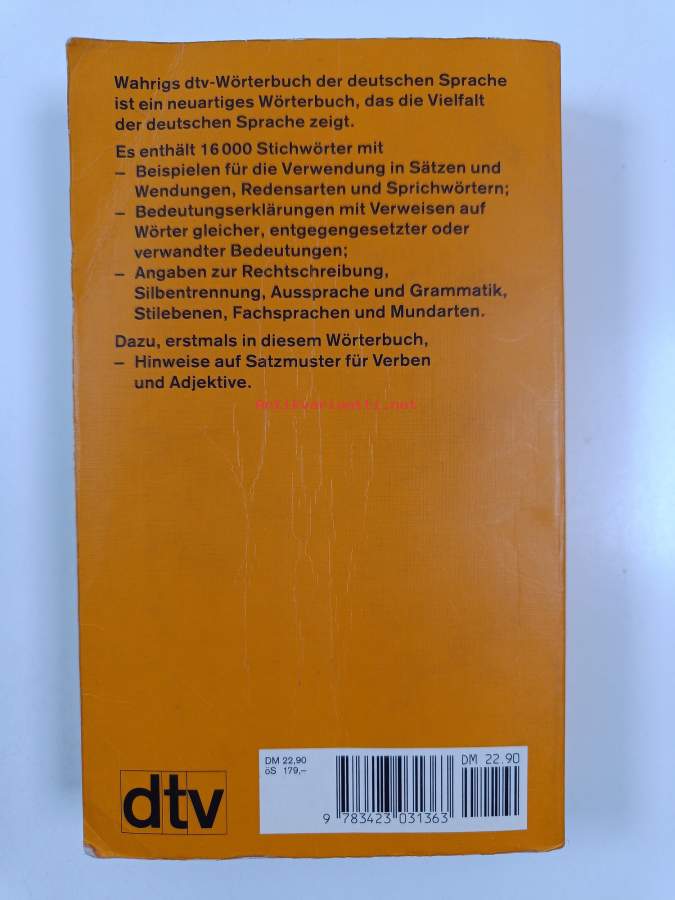 Wahrigs dtv-Wörterbuch der deutschen Sprache
ist ein neuartiges Wörterbuch, das die Vielfalt
der deutschen Sprache zeigt.
Es enthält 16 000 Stichwörter mit
– Beispielen für die Verwendung in Sätzen und
Wendungen, Redensarten und Sprichwörtern;
– Bedeutungserklärungen mit Verweisen auf
Wörter gleicher, entgegengesetzter oder
verwandter Bedeutungen;
– Angaben zur Rechtschreibung,
Silbentrennung, Aussprache und Grammatik,
Stilebenen, Fachsprachen und Mundarten.
Dazu, erstmals in diesem Wörterbuch,
– Hinweise auf Satzmuster für Verben
und Adjektive.
Antikvariaatti.net
DM 22,90
öS 179,–
DM 22.90
9 783423 031363
dtv